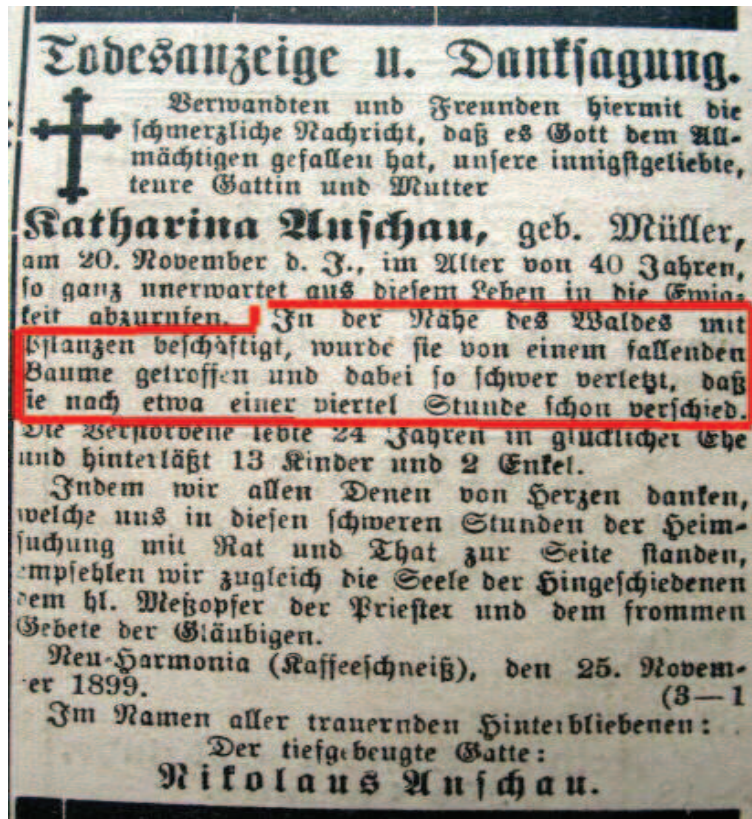 Todesanzeige u. Danksagung.
Verwandten und Freunden hiermit die
schmerzliche Nachricht, daß es Gott dem All-
mächtigen gefallen hat, unsere innigstgeliebte,
teure Gattin und Mutter
Katharina Anschau, geb. Müller,
am 20. November d. J., im Alter von 40 Jahren,
so ganz unerwartet aus diesem Leben in die Ewig-
keit abzurufen. In der Nähe des Waldes mit
Pflanzen beschäftigt, wurde sie von einem fallenden
Baume getroffen und dabei so schwer verletzt, daß
sie nach etwa einer viertel Stunde schon verschied.
Die Verstorbene lebte 24 Jahren in glücklicher Ehe
und hinterläßt 13 Kinder und 2 Enkel.
Indem wir allen Denen von Herzen danken,
welche uns in diesen schweren Stunden der Heim-
suchung mit Rat und That zur Seite standen,
empfehlen wir zugleich die Seele der Hingeschiedenen
dem hl. Meßopfer der Priester und dem frommen
Gebete der Gläubigen.
Neu-Harmonia (Kaffeeschneiß), den 25. Novem-
ber 1899. (3—1
Im Namen aller trauernden Hinterbliebenen:
Der tiefgebeugte Gatte:
Nikolaus Anschau.